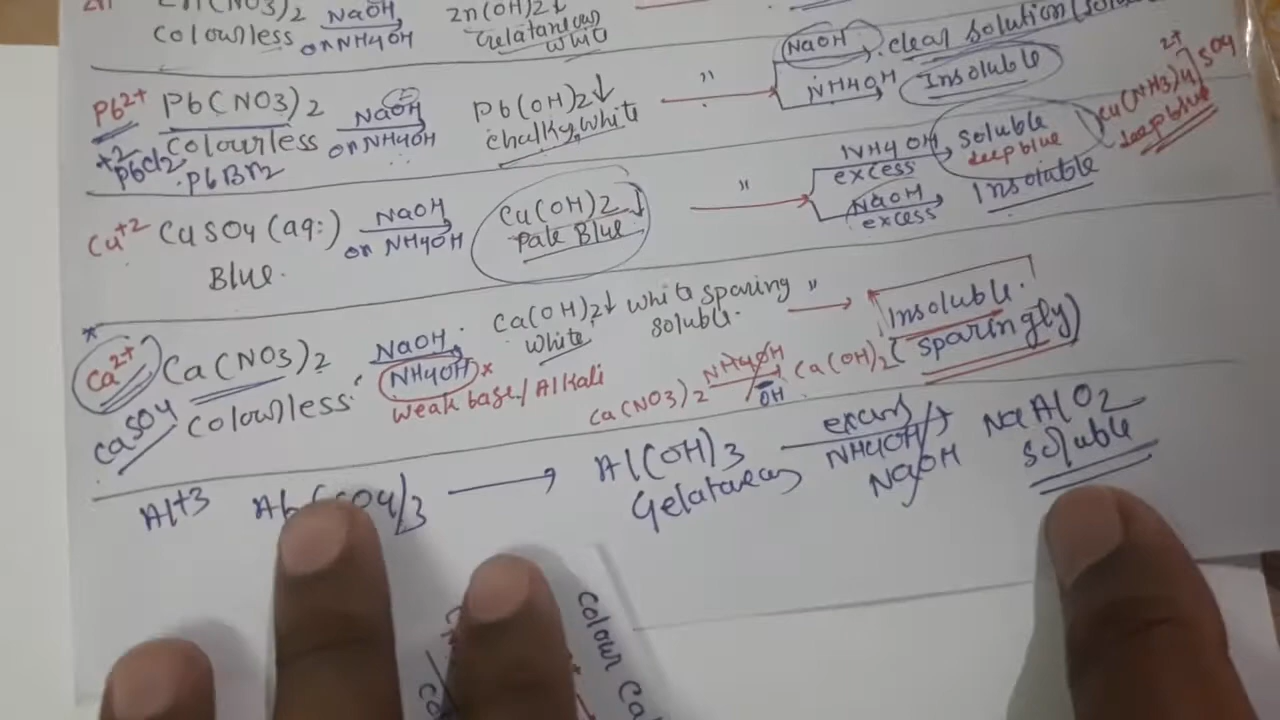 (NO3)2 NaOH Zn(OH)2↓
colourless or NH4OH Gelatanious white
Pb2+ Pb(NO3)2 NaOH Pb(OH)2↓ " NaOH clear solution
+2 colourless or NH4OH chalky, white NH4OH Insoluble
PbCl2 PbBr2
Cu(NH3)4]2+ SO4
deep blue
Cu+2 CuSO4 (aq:) NaOH Cu(OH)2↓ " NH4OH excess soluble deep blue
Blue. or NH4OH Pale Blue NaOH excess Insoluble
* Ca2+ Ca(NO3)2 NaOH Ca(OH)2↓ white sparing " Insoluble.
CaSO4 colourless NH4OH × white soluble. (sparingly)
weak base/Alkali Ca(NO3)2 NH4OH Ca(OH)2
OH
Al+3 → Al(OH)3 excess NaAlO2
NH4OH soluble
NaOH
Colour